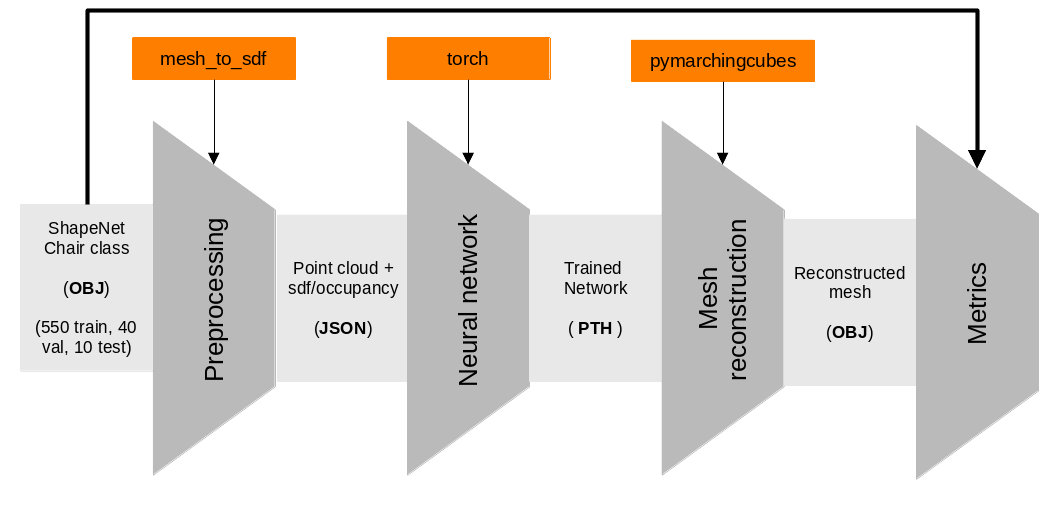 mesh_to_sdf
torch
pymarchingcubes
ShapeNet
Chair class
(OBJ)
(550 train, 40
val, 10 test)
Preprocessing
Point cloud +
sdf/occupancy
(JSON)
Neural network
Trained
Network
( PTH )
Mesh
reconstruction
Reconstructed
mesh
(OBJ)
Metrics